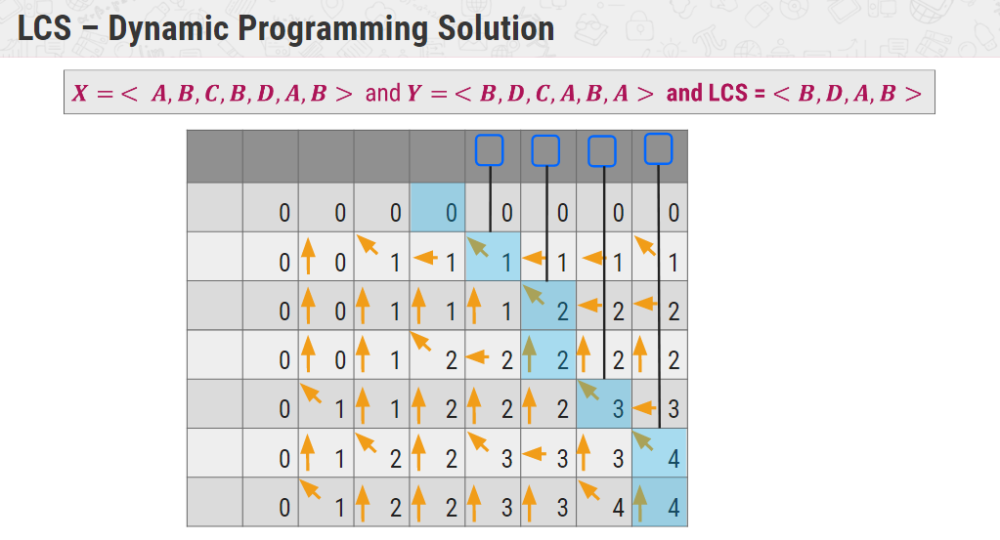 LCS – Dynamic Programming Solution
X =< A, B, C, B, D, A, B > and Y =< B, D, C, A, B, A > and LCS = < B, D, A, B >
0 0 0 0 0 0 0 0
0 0 1 1 1 1 1 1
0 0 1 1 1 2 2 2
0 0 1 2 2 2 2 2
0 1 1 2 2 2 3 3
0 1 2 2 3 3 3 4
0 1 2 2 3 3 4 4